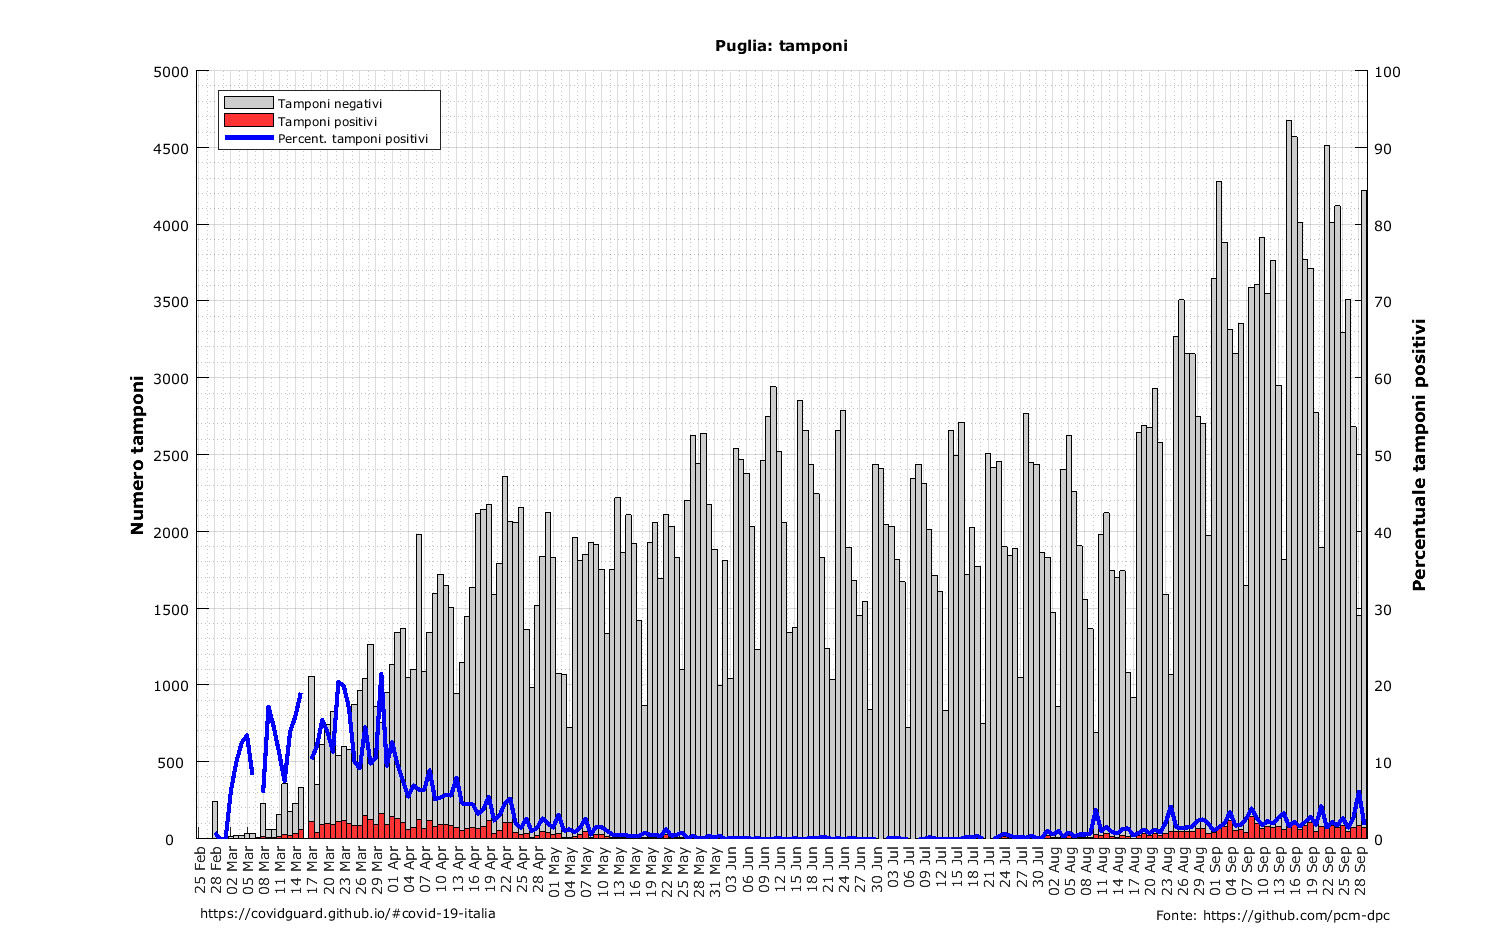 Puglia: tamponi
5000
4500
4000
3500
3000
2500
2000
1500
1000
500
0
100
90
80
70
60
50
40
30
20
10
0
Tamponi negativi
Tamponi positivi
Percent. tamponi positivi
Numero tamponi
Percentuale tamponi positivi
25 Feb
28 Feb
02 Mar
05 Mar
08 Mar
11 Mar
14 Mar
17 Mar
20 Mar
23 Mar
26 Mar
29 Mar
01 Apr
04 Apr
07 Apr
10 Apr
13 Apr
16 Apr
19 Apr
22 Apr
25 Apr
28 Apr
01 May
04 May
07 May
10 May
13 May
16 May
19 May
22 May
25 May
28 May
31 May
03 Jun
06 Jun
09 Jun
12 Jun
15 Jun
18 Jun
21 Jun
24 Jun
27 Jun
30 Jun
03 Jul
06 Jul
09 Jul
12 Jul
15 Jul
18 Jul
21 Jul
24 Jul
27 Jul
30 Jul
02 Aug
05 Aug
08 Aug
11 Aug
14 Aug
17 Aug
20 Aug
23 Aug
26 Aug
29 Aug
01 Sep
04 Sep
07 Sep
10 Sep
13 Sep
16 Sep
19 Sep
22 Sep
25 Sep
28 Sep
https://covidguard.github.io/#covid-19-italia
Fonte: https://github.com/pcm-dpc